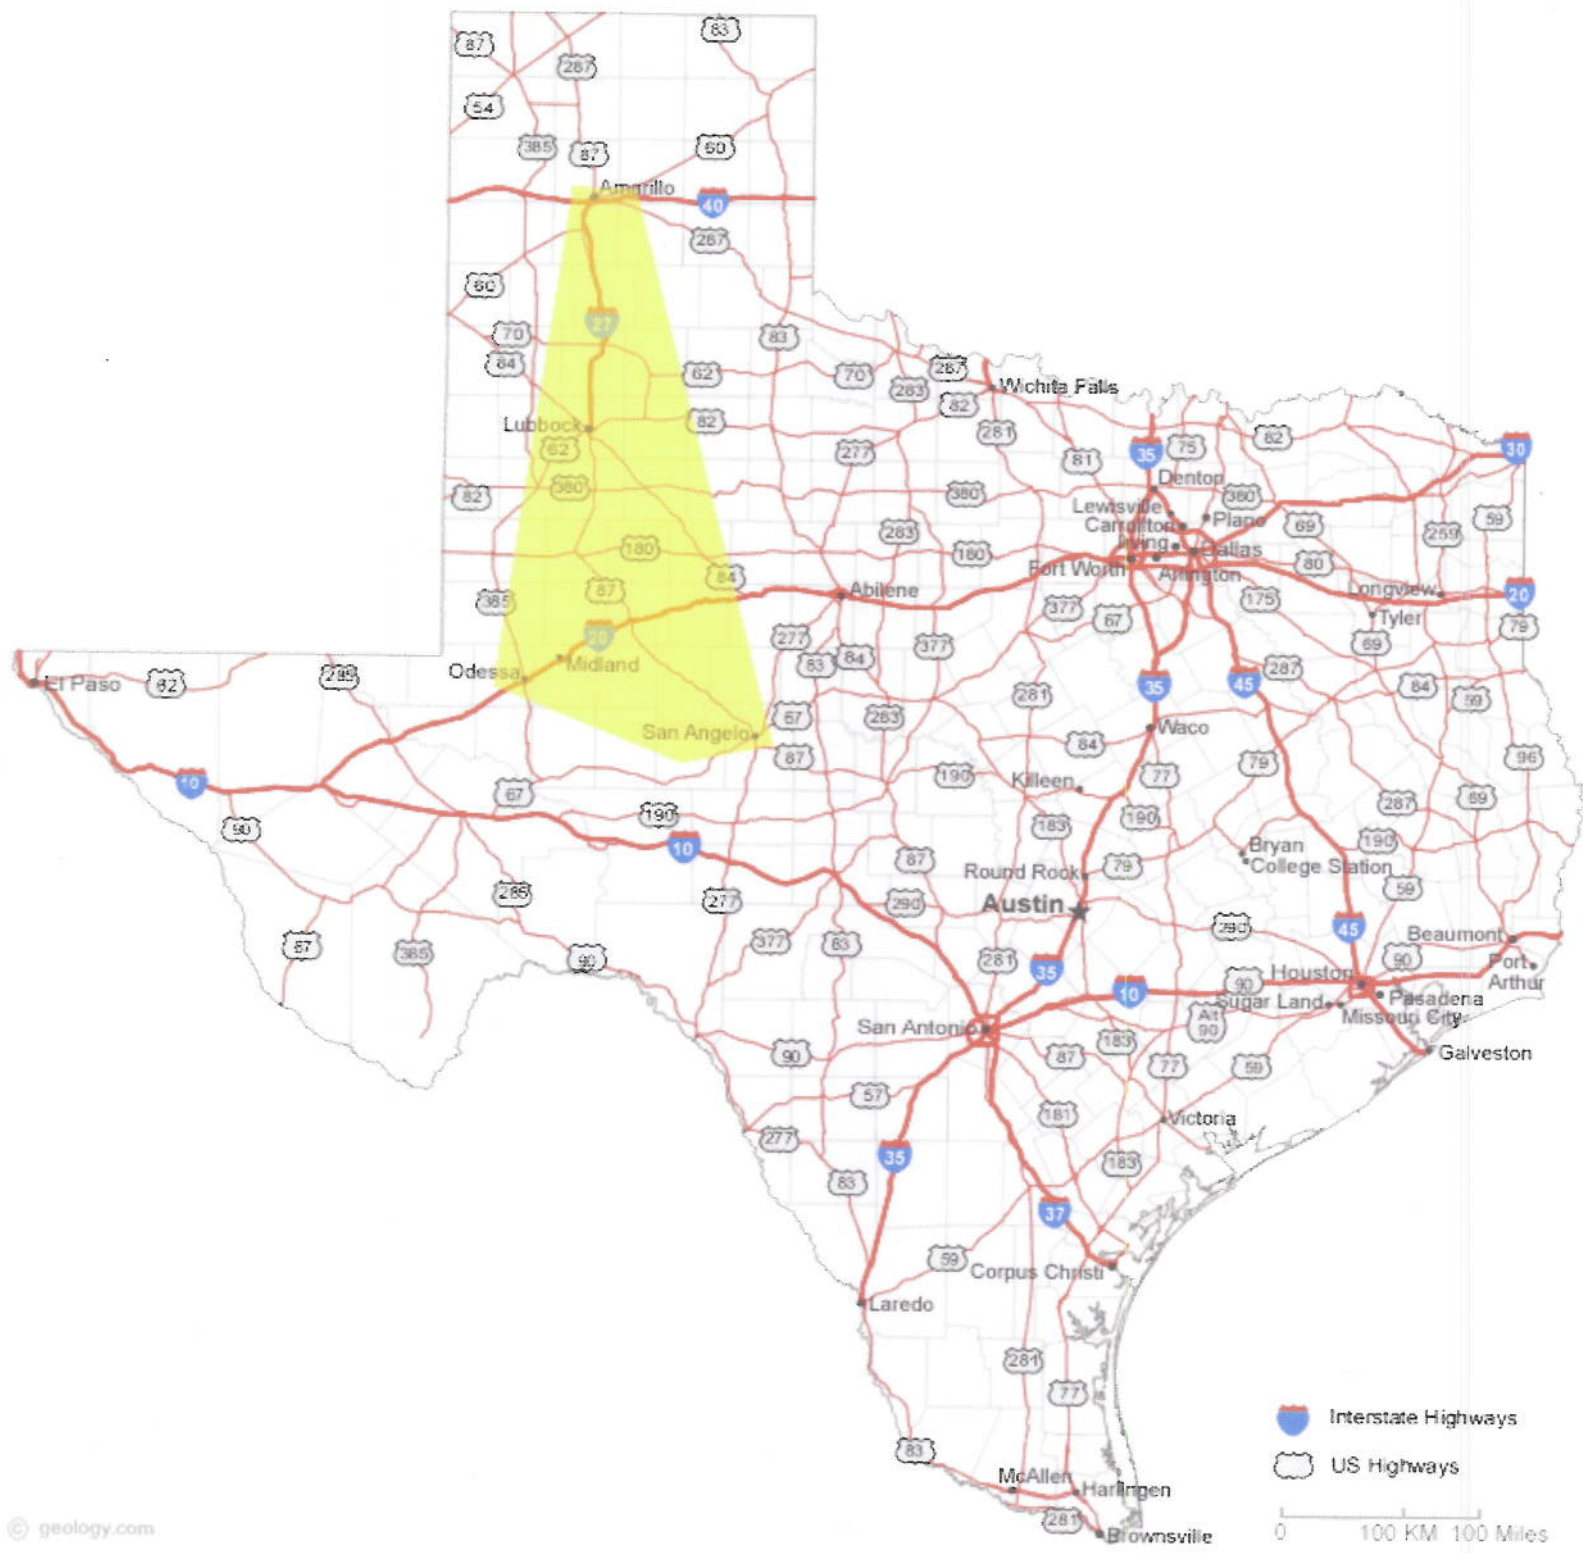 83
87
287
54
385
87
60
Amarillo
40
287
60
27
70
83
84
62
70
287
283
Wichita Falls
82
Lubbock
82
281
82
30
62
277
81
35
75
380
82
380
Denton
380
59
Lewisville
Plano
69
259
283
Carrollton
180
180
Irving
Dallas
80
84
Fort Worth
Arlington
385
87
Abilene
377
175
Longview
20
67
Tyler
79
20
277
377
69
Midland
83
84
El Paso
62
285
Odessa
287
281
35
45
84
59
67
283
San Angelo
Waco
87
84
96
10
67
190
Killeen
77
79
287
69
90
190
183
190
190
10
Bryan
87
79
College Station
Round Rock
285
277
290
59
Austin
290
45
67
377
83
Beaumont
385
90
281
35
Houston
90
90
Port
Arthur
10
Sugar Land
Pasadena
Missouri City
San Antonio
Alt
90
183
90
87
77
59
Galveston
57
181
Victoria
277
35
183
83
37
59
Corpus Christi
Laredo
281
77
Interstate Highways
83
US Highways
McAllen
Harlingen
281
Brownsville
0 100 KM 100 Miles
© geology.com